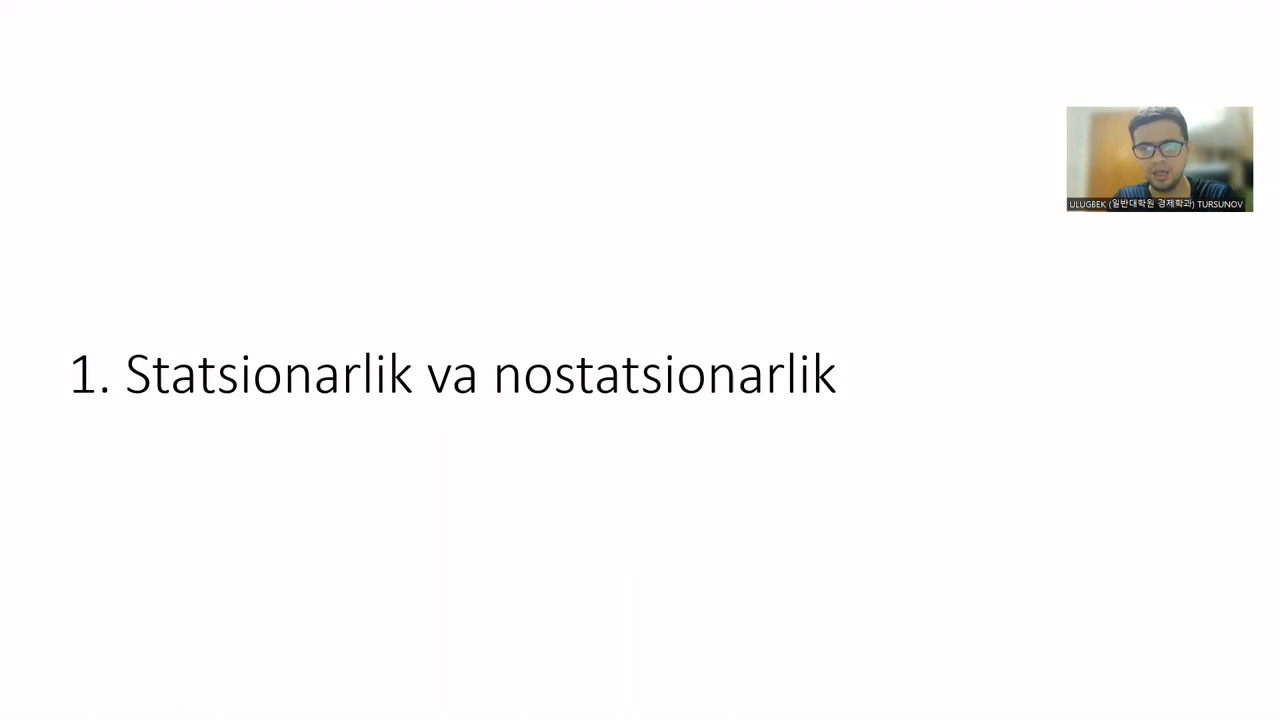 ULUGBEK (일반대학원 경제학과) TURSUNOV
1. Statsionarlik va nostatsionarlik